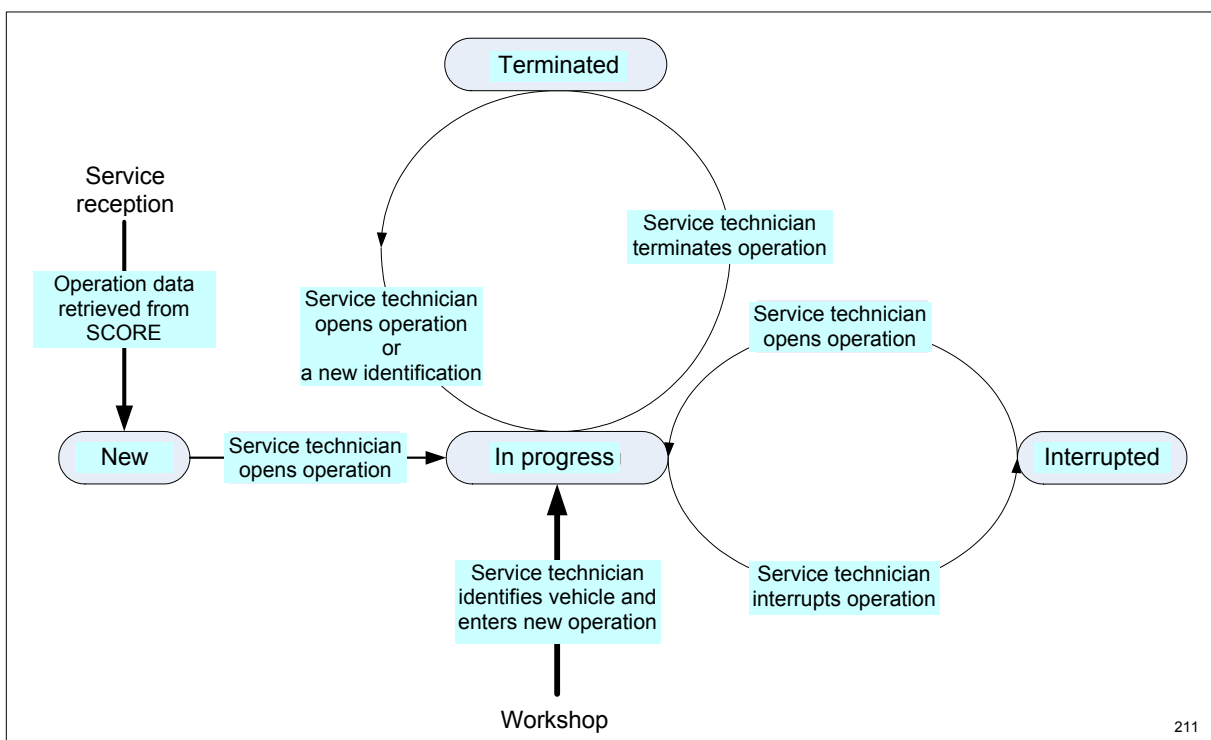 Terminated
Service
reception
Service technician
terminates operation
Operation data
retrieved from
SCORE
Service technician
opens operation
or
a new identification
Service technician
opens operation
New
Service technician
opens operation
In progress
Interrupted
Service technician
identifies vehicle and
enters new operation
Service technician
interrupts operation
Workshop
211